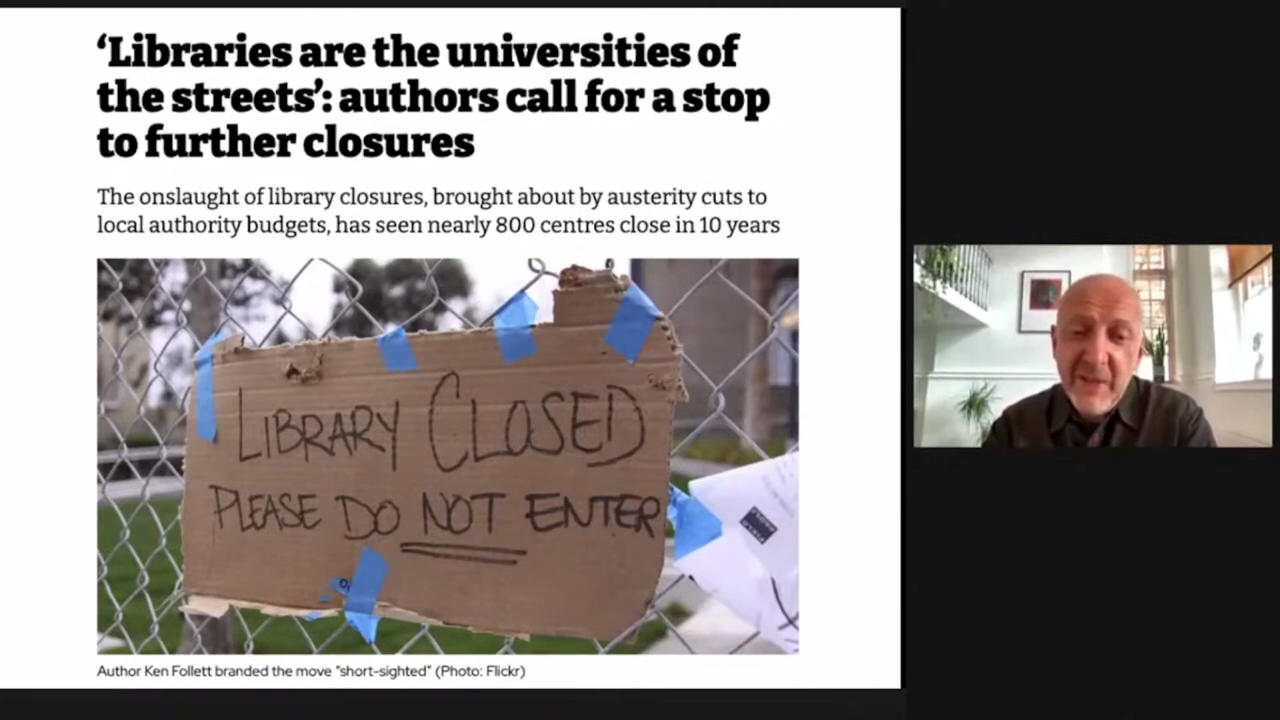 ‘Libraries are the universities of
the streets’: authors call for a stop
to further closures
The onslaught of library closures, brought about by austerity cuts to
local authority budgets, has seen nearly 800 centres close in 10 years
LIBRARY CLOSED
PLEASE DO NOT ENTER
Author Ken Follett branded the move “short-sighted” (Photo: Flickr)